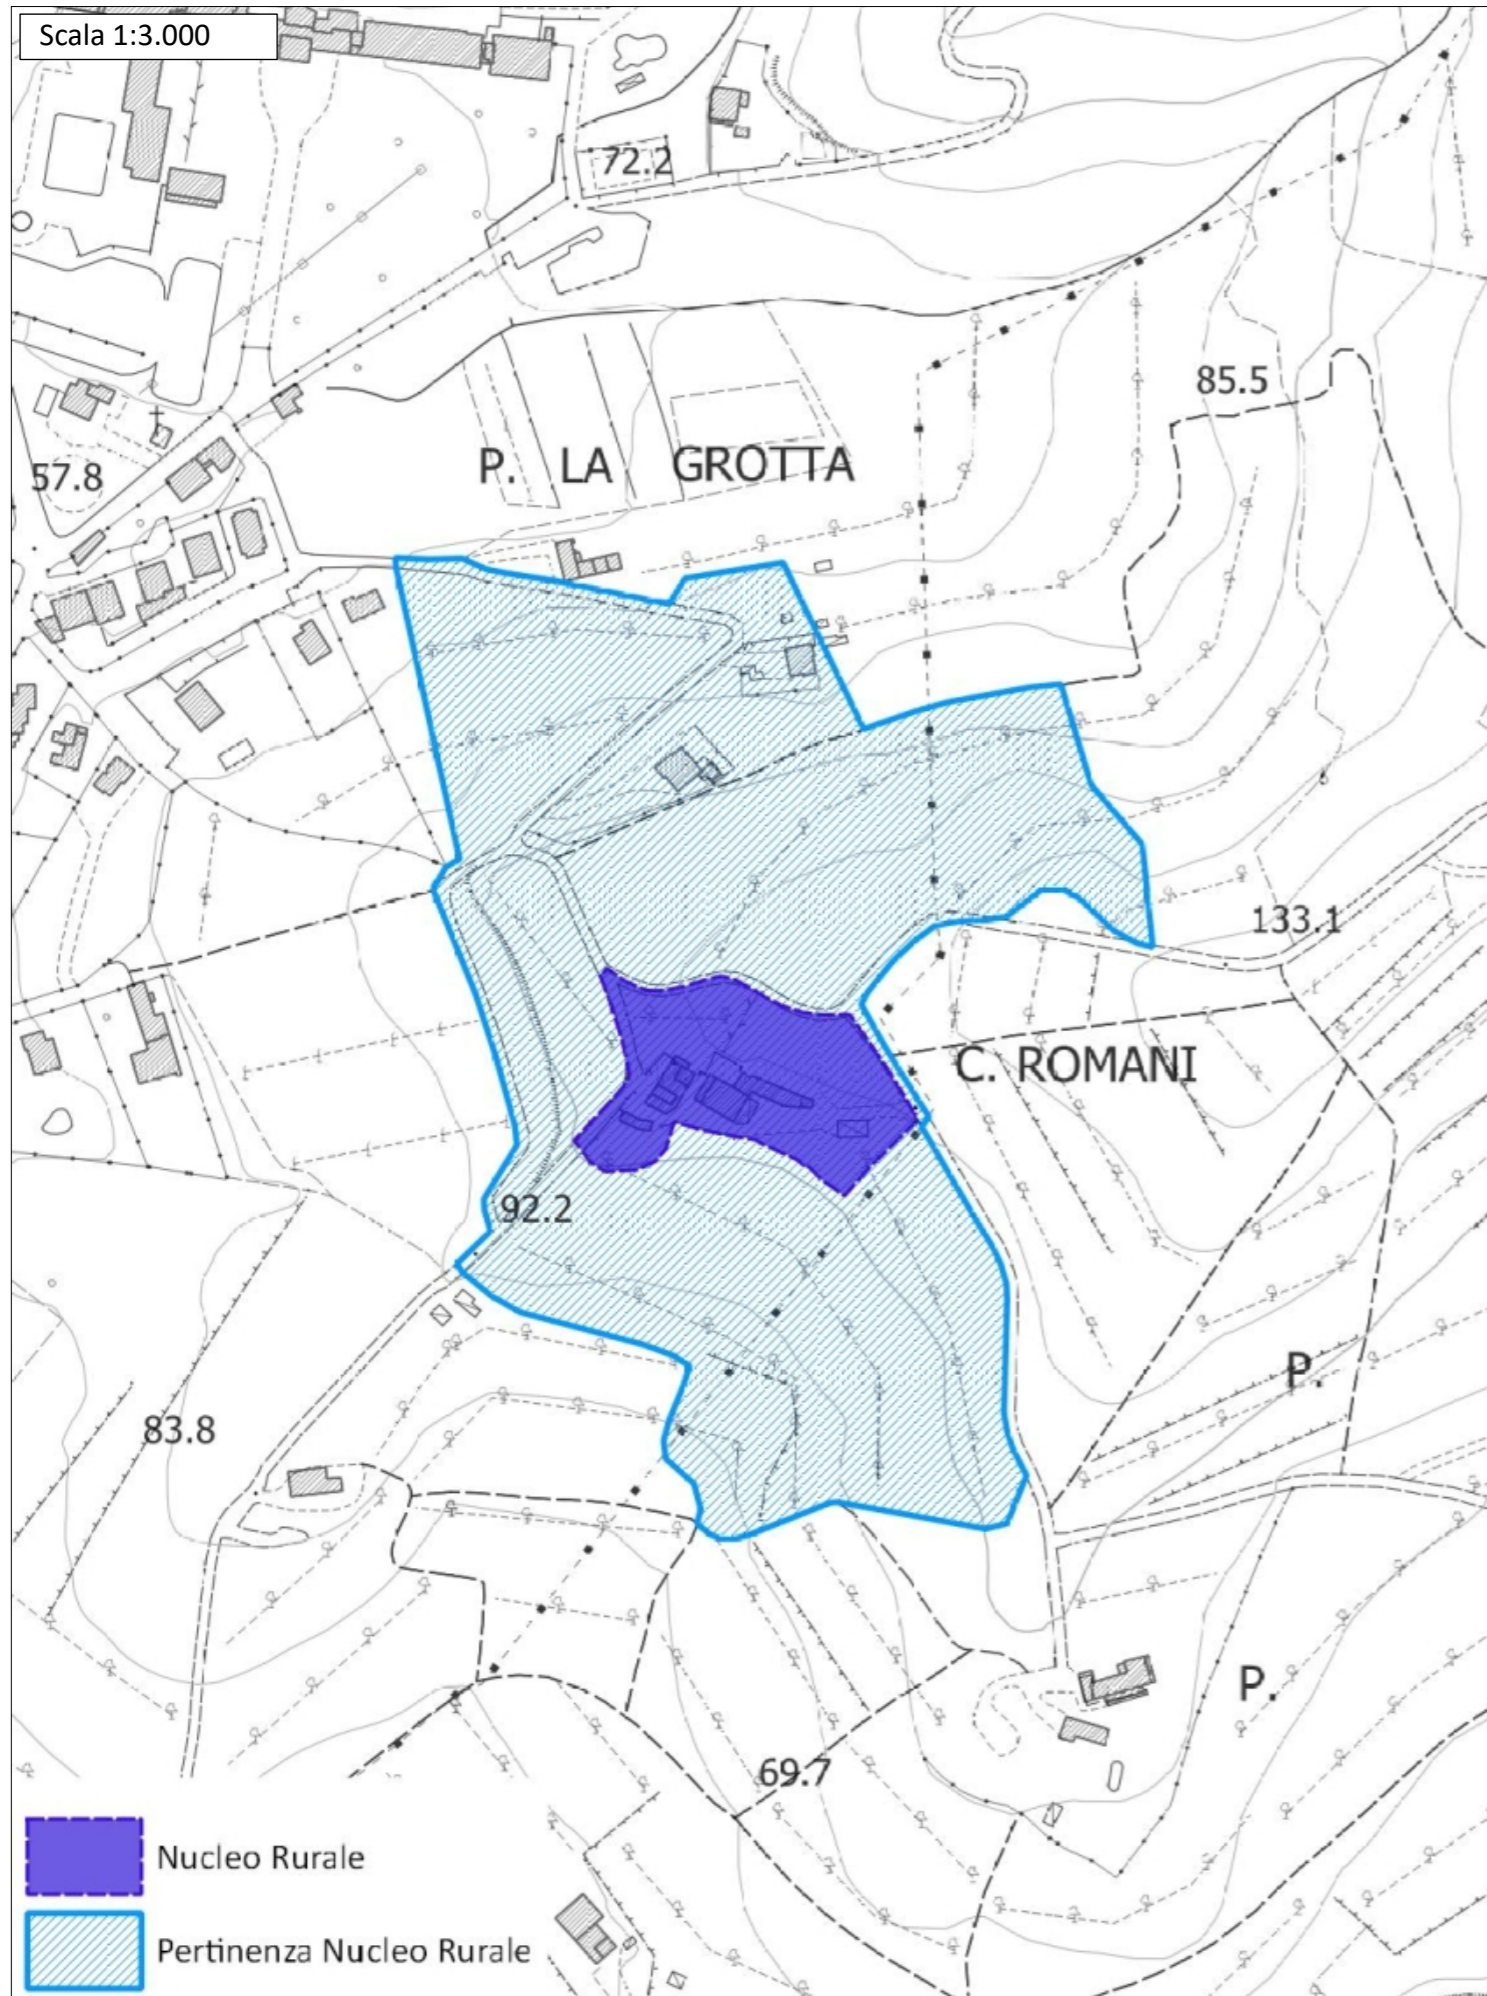 Scala 1:3.000
72.2
85.5
P. LA GROTTA
57.8
133.1
C. ROMANI
92.2
P.
83.8
P.
69.7
Nucleo Rurale
Pertinenza Nucleo Rurale